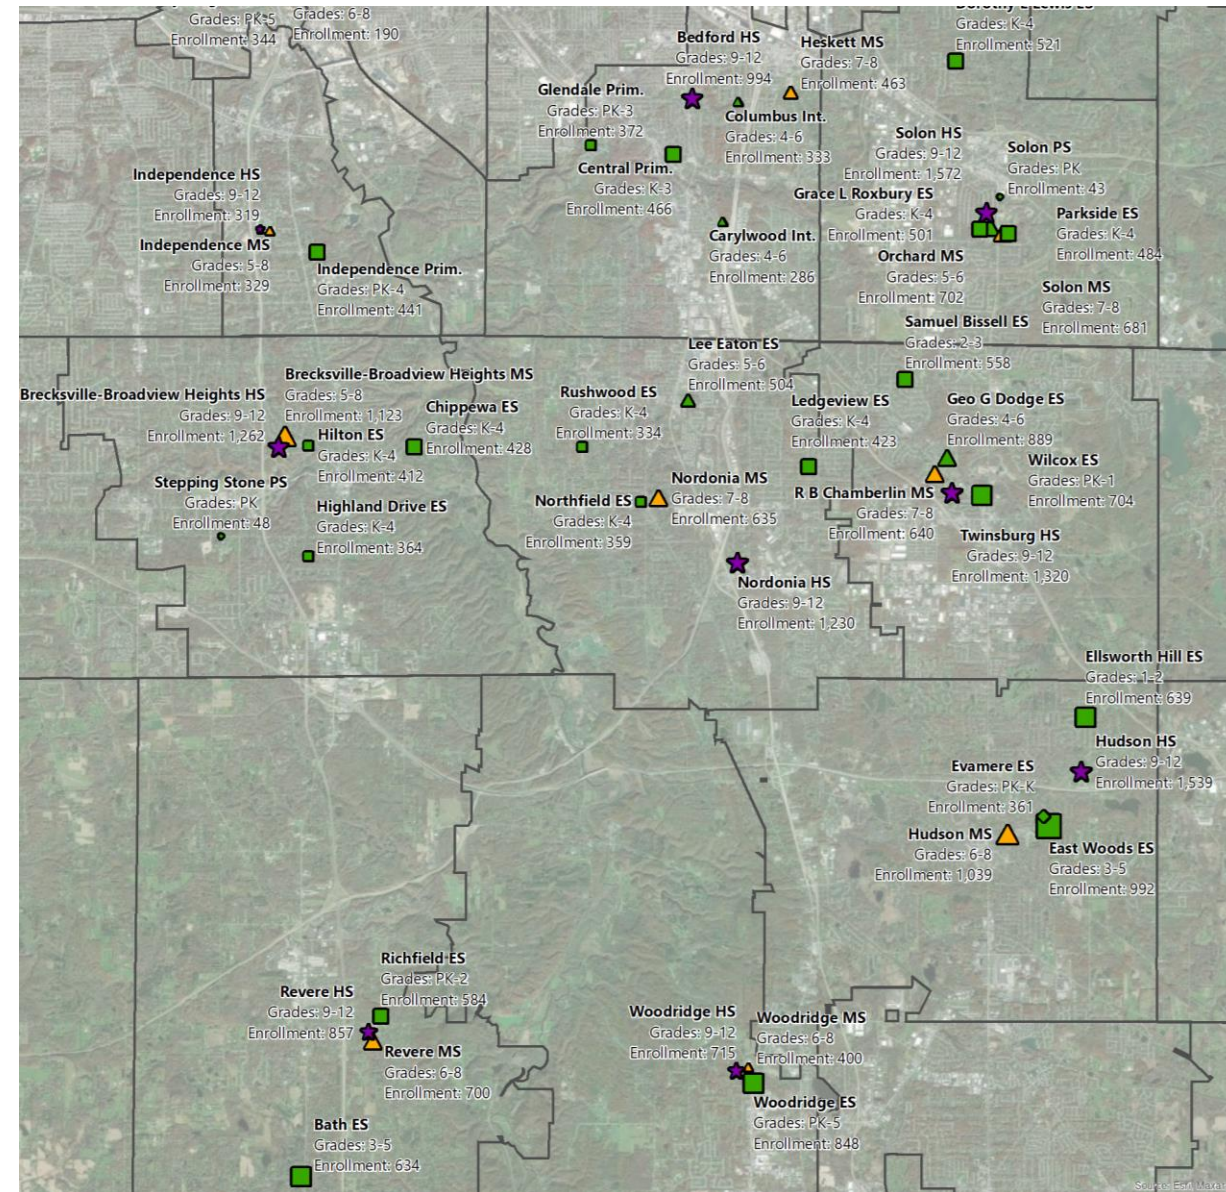 Grades: PK-5
Enrollment: 344
Grades: 6-8
Enrollment: 190
Dorothy E Lewis ES
Grades: K-4
Enrollment: 521
Bedford HS
Grades: 9-12
Enrollment: 994
Heskett MS
Grades: 7-8
Enrollment: 463
Glendale Prim.
Grades: PK-3
Enrollment: 372
Columbus Int.
Grades: 4-6
Enrollment: 333
Central Prim.
Grades: K-3
Enrollment: 466
Solon HS
Grades: 9-12
Enrollment: 1,572
Solon PS
Grades: PK
Enrollment: 43
Independence HS
Grades: 9-12
Enrollment: 319
Grace L Roxbury ES
Grades: K-4
Enrollment: 501
Parkside ES
Grades: K-4
Enrollment: 484
Independence MS
Grades: 5-8
Enrollment: 329
Independence Prim.
Grades: PK-4
Enrollment: 441
Carylwood Int.
Grades: 4-6
Enrollment: 286
Orchard MS
Grades: 5-6
Enrollment: 702
Solon MS
Grades: 7-8
Enrollment: 681
Samuel Bissell ES
Grades: 2-3
Enrollment: 558
Lee Eaton ES
Grades: 5-6
Enrollment: 504
Brecksville-Broadview Heights HS
Grades: 9-12
Enrollment: 1,262
Brecksville-Broadview Heights MS
Grades: 5-8
Enrollment: 1,123
Chippewa ES
Grades: K-4
Enrollment: 428
Rushwood ES
Grades: K-4
Enrollment: 334
Ledgeview ES
Grades: K-4
Enrollment: 423
Geo G Dodge ES
Grades: 4-6
Enrollment: 889
Hilton ES
Grades: K-4
Enrollment: 412
Wilcox ES
Grades: PK-1
Enrollment: 704
Stepping Stone PS
Grades: PK
Enrollment: 48
Highland Drive ES
Grades: K-4
Enrollment: 364
Northfield ES
Grades: K-4
Enrollment: 359
Nordonia MS
Grades: 7-8
Enrollment: 635
R B Chamberlin MS
Grades: 7-8
Enrollment: 640
Twinsburg HS
Grades: 9-12
Enrollment: 1,320
Nordonia HS
Grades: 9-12
Enrollment: 1,230
Ellsworth Hill ES
Grades: 1-2
Enrollment: 639
Hudson HS
Grades: 9-12
Enrollment: 1,539
Evamere ES
Grades: PK-K
Enrollment: 361
Hudson MS
Grades: 6-8
Enrollment: 1,039
East Woods ES
Grades: 3-5
Enrollment: 992
Richfield ES
Grades: PK-2
Enrollment: 584
Revere HS
Grades: 9-12
Enrollment: 857
Revere MS
Grades: 6-8
Enrollment: 700
Woodridge HS
Grades: 9-12
Enrollment: 715
Woodridge MS
Grades: 6-8
Enrollment: 400
Woodridge ES
Grades: PK-5
Enrollment: 848
Bath ES
Grades: 3-5
Enrollment: 634
Source: Esri, Maxar